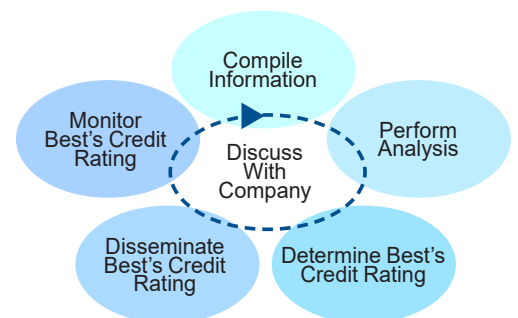 Compile
Information
Monitor
Best’s Credit
Rating
Perform
Analysis
Discuss
With
Company
Disseminate
Best’s Credit
Rating
Determine Best’s
Credit Rating